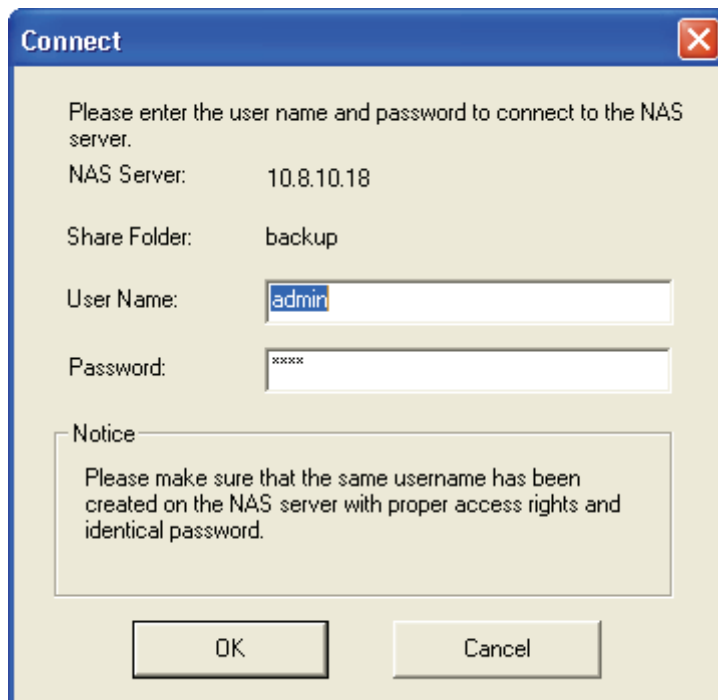 Connect
Please enter the user name and password to connect to the NAS
server.
NAS Server: 10.8.10.18
Share Folder: backup
User Name: admin
Password: ****
Notice
Please make sure that the same username has been
created on the NAS server with proper access rights and
identical password.
OK Cancel